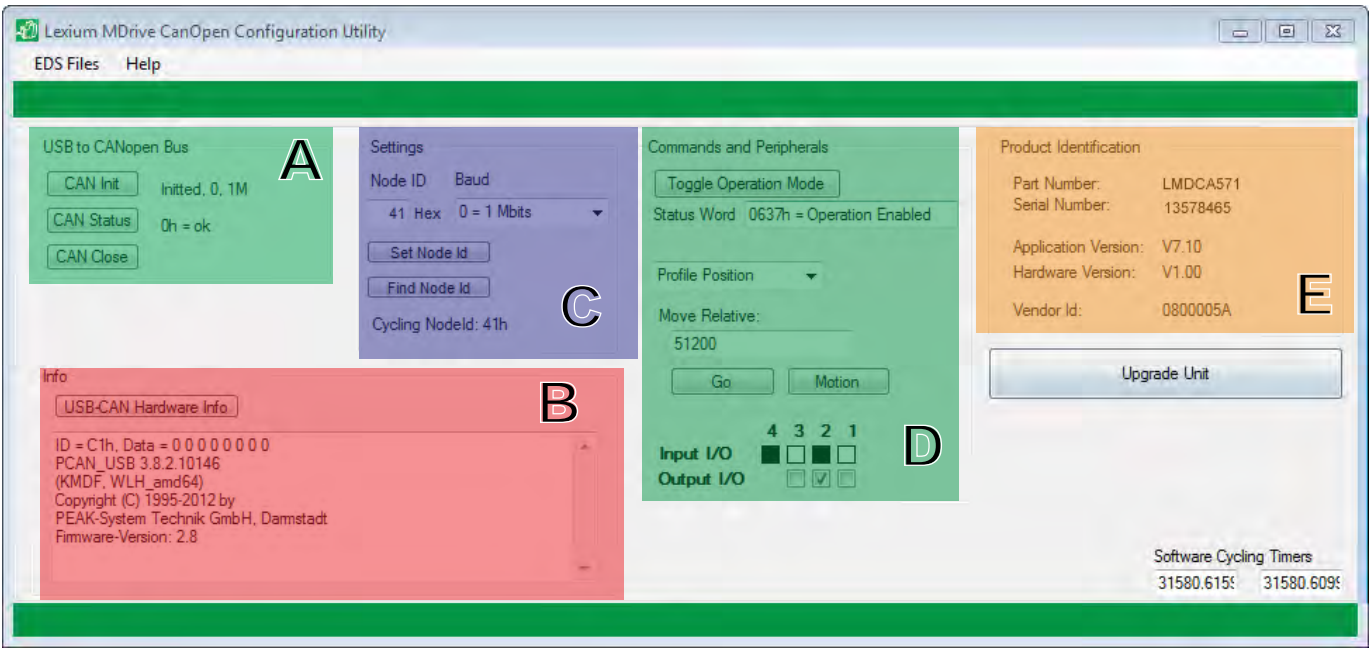 Lexium MDrive CanOpen Configuration Utility
EDS Files Help
USB to CANopen Bus
A
CAN Init Initted, 0, 1M
CAN Status 0h = ok
CAN Close
Settings
Node ID Baud
41 Hex 0 = 1 Mbits
Set Node Id
Find Node Id
C
Cycling NodeId: 41h
Commands and Peripherals
Toggle Operation Mode
Status Word 0637h = Operation Enabled
Profile Position
Move Relative:
51200
Go Motion
4 3 2 1
Input I/O
D
Output I/O
Product Identification
Part Number: LMDCA571
Serial Number: 13578465
Application Version: V7.10
Hardware Version: V1.00
E
Vendor Id: 0800005A
Upgrade Unit
Info
B
USB-CAN Hardware Info
ID = C1h, Data = 0 0 0 0 0 0 0 0
PCAN_USB 3.8.2.10146
(KMDF, WLH_amd64)
Copyright (C) 1995-2012 by
PEAK-System Technik GmbH, Darmstadt
Firmware-Version: 2.8
Software Cycling Timers
31580.615 31580.609